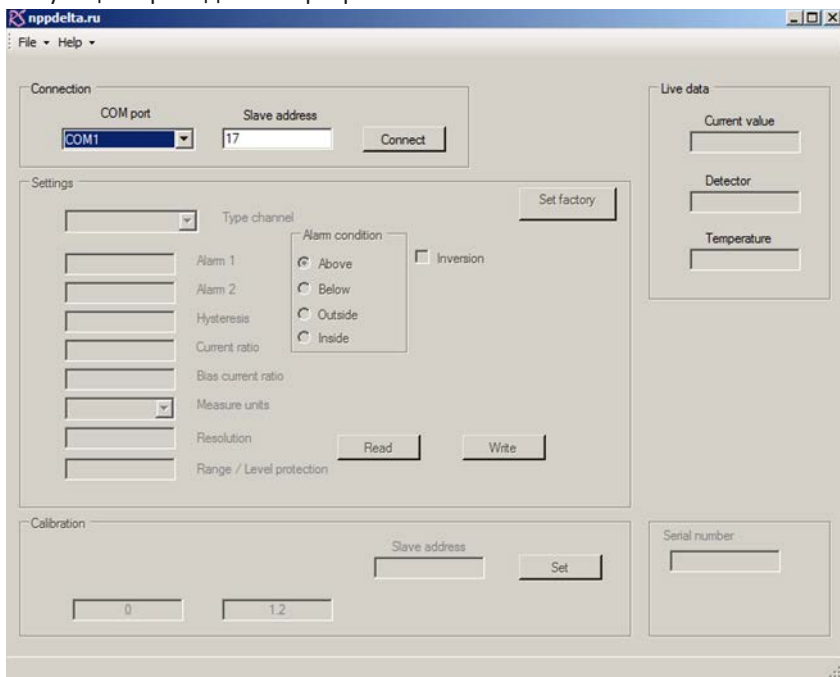 nppdelta.ru
File Help
Connection
COM port
Slave address
COM1
17
Connect
Live data
Current value
Detector
Temperature
Settings
Set factory
Type channel
Alarm condition
Alarm 1
Above
Inversion
Alarm 2
Below
Hysteresis
Outside
Current ratio
Inside
Bias current ratio
Measure units
Resolution
Read
Write
Range / Level protection
Calibration
Slave address
Set
0
1.2
Serial number